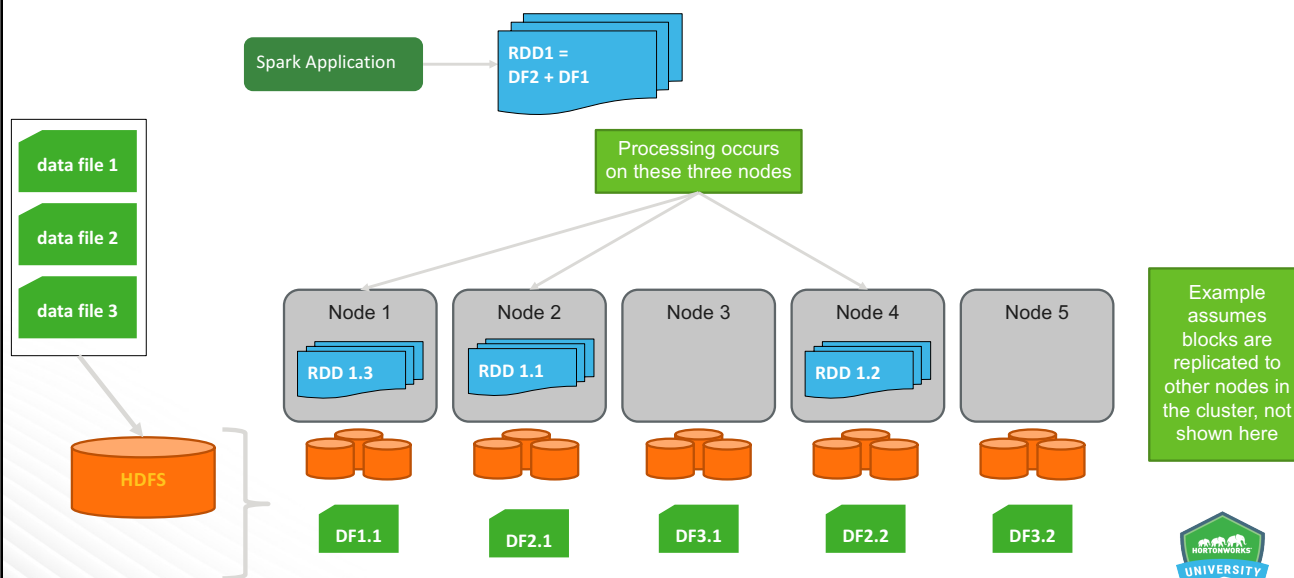 Spark Application
RDD1 =
DF2 + DF1
data file 1
data file 2
data file 3
Processing occurs
on these three nodes
Node 1
Node 2
Node 3
Node 4
Node 5
RDD 1.3
RDD 1.1
RDD 1.2
Example
assumes
blocks are
replicated to
other nodes in
the cluster, not
shown here
HDFS
DF1.1
DF2.1
DF3.1
DF2.2
DF3.2
HORTONWORKS
UNIVERSITY